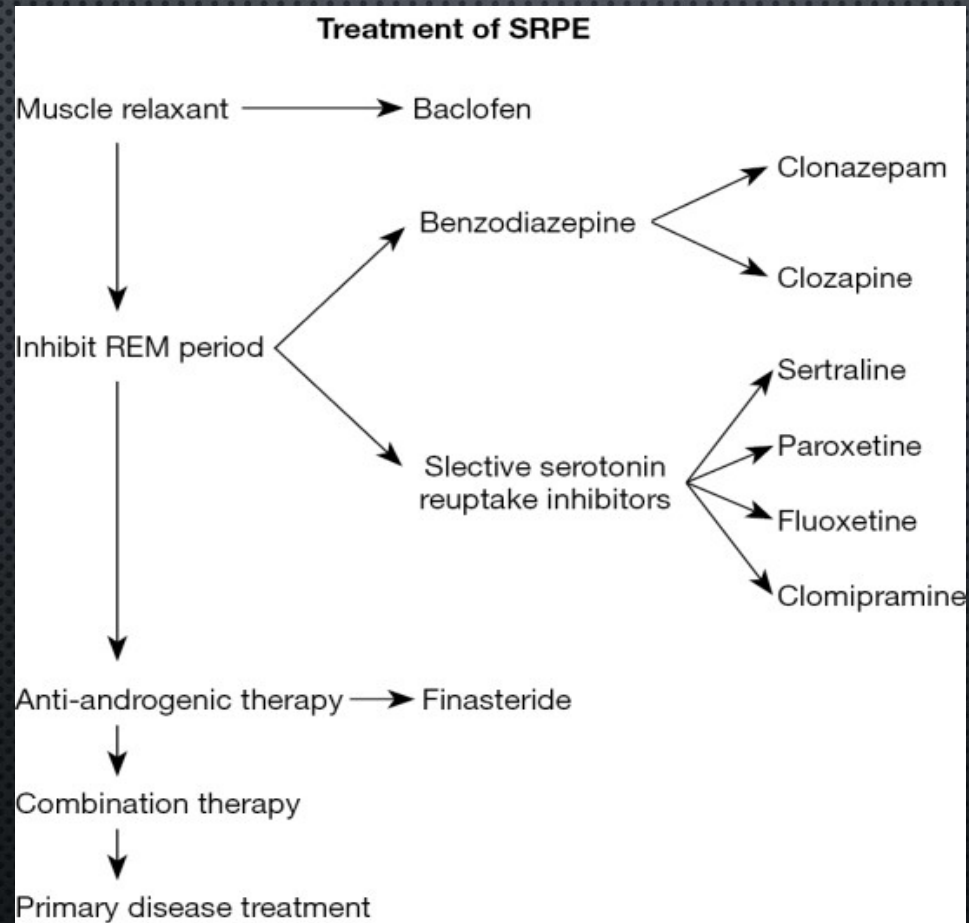 Treatment of SRPE
Muscle relaxant
Baclofen
Clonazepam
Benzodiazepine
Clozapine
Inhibit REM period
Sertraline
Paroxetine
Slective serotonin
reuptake inhibitors
Fluoxetine
Clomipramine
Anti-androgenic therapy
Finasteride
Combination therapy
Primary disease treatment